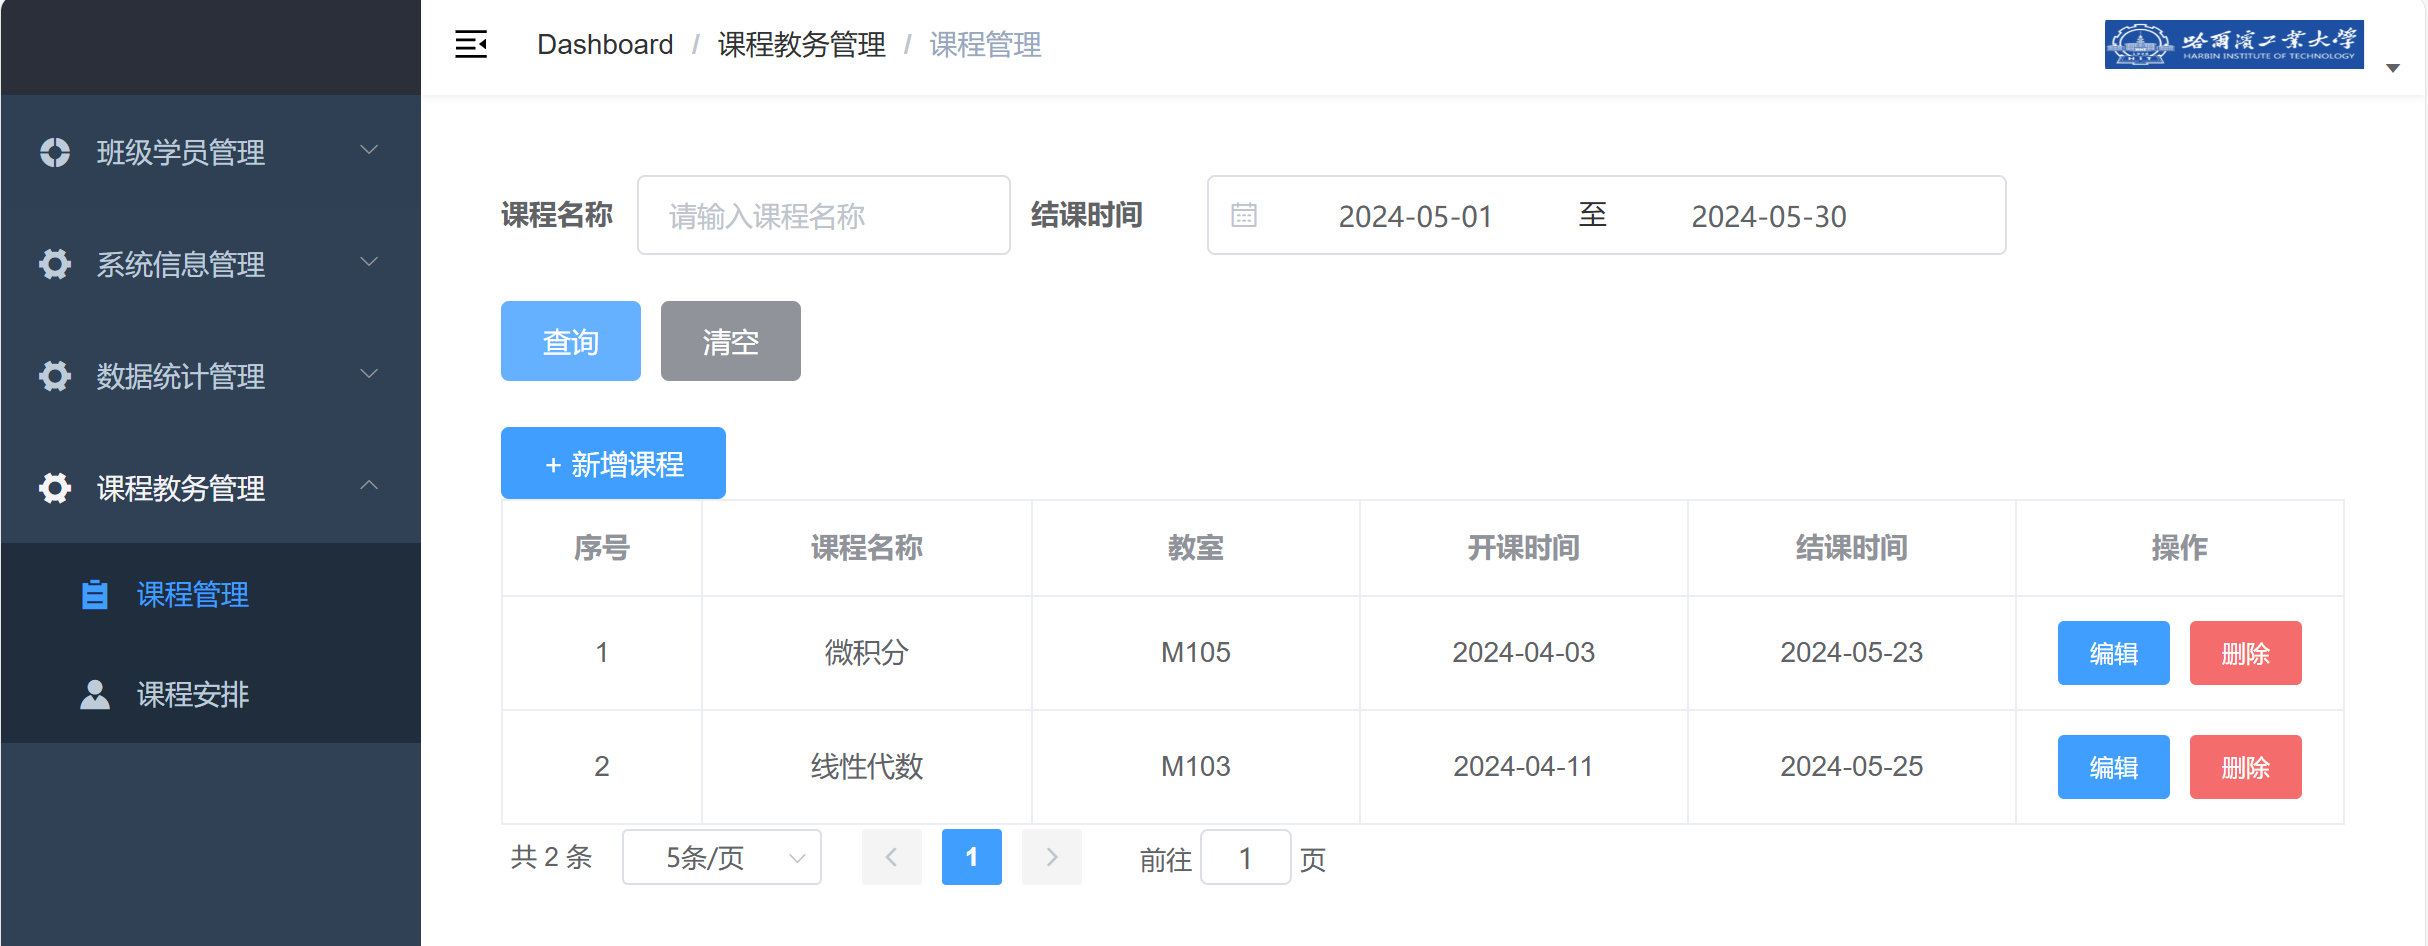 Dashboard / 课程教务管理 / 课程管理
哈尔滨工业大学
HARBIN INSTITUTE OF TECHNOLOGY
班级学员管理
系统信息管理
数据统计管理
课程教务管理
课程管理
课程安排
课程名称 请输入课程名称 结课时间 2024-05-01 至 2024-05-30
查询 清空
+ 新增课程
序号 课程名称 教室 开课时间 结课时间 操作
1 微积分 M105 2024-04-03 2024-05-23 编辑 删除
2 线性代数 M103 2024-04-11 2024-05-25 编辑 删除
共 2 条 5条/页 1 前往 1 页